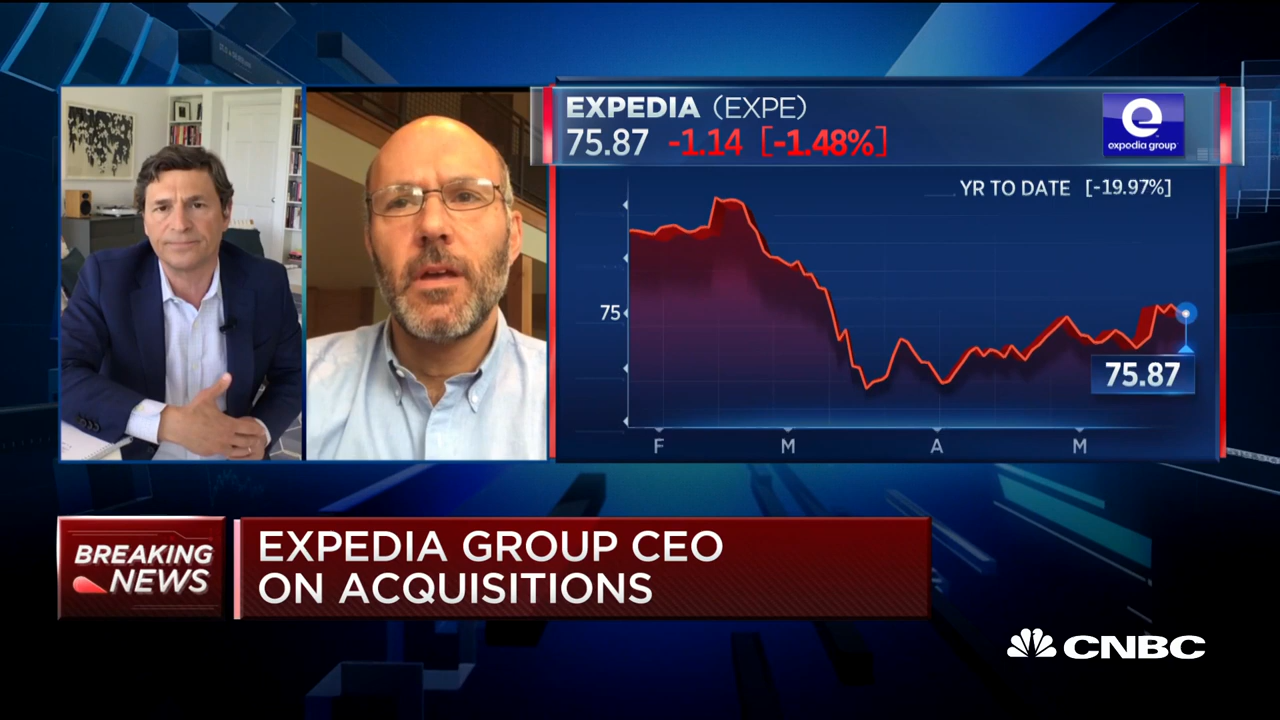 EXPEDIA (EXPE)
75.87 -1.14 [-1.48%]
e
expedia group
YR TO DATE [-19.97%]
75
75.87
F M A M
BREAKING
NEWS
EXPEDIA GROUP CEO
ON ACQUISITIONS
CNBC